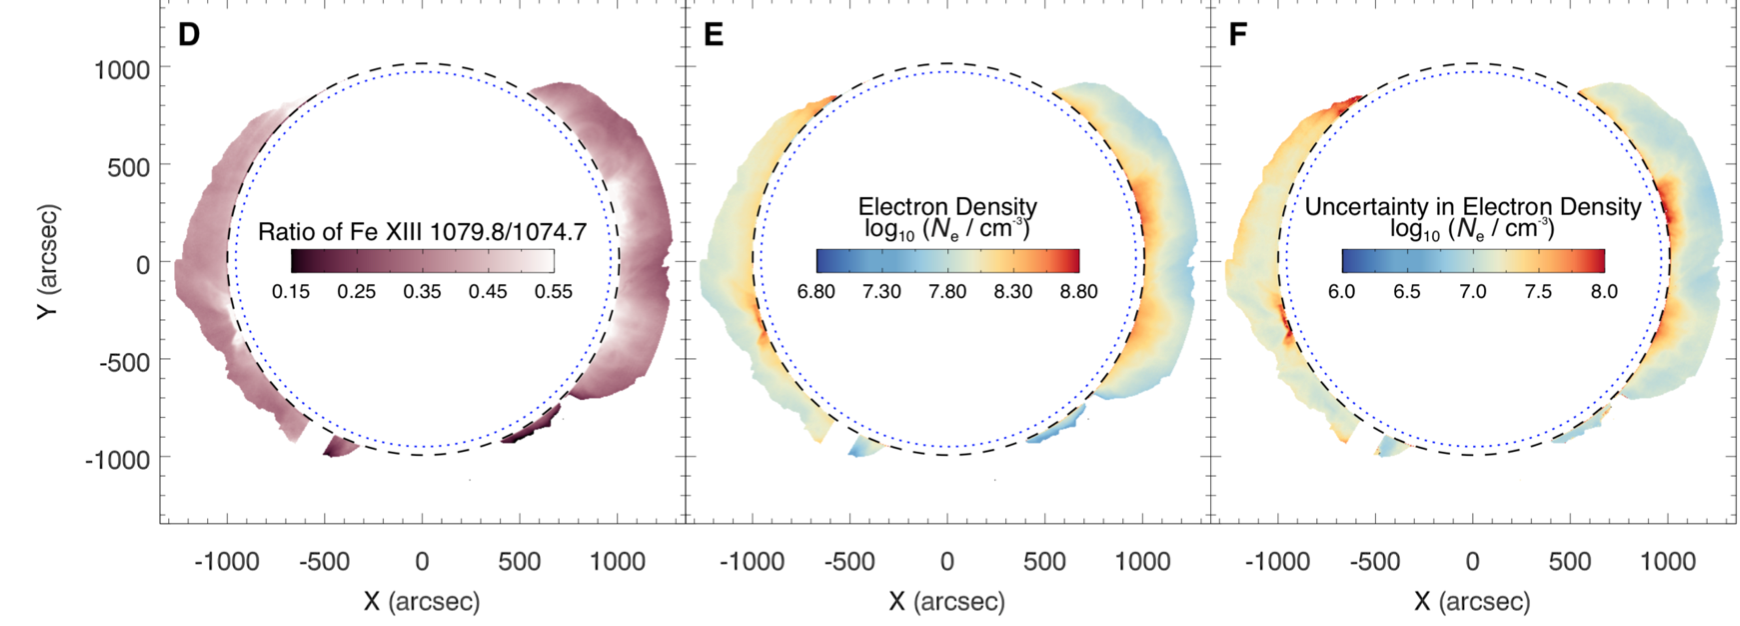 D
E
F
1000
500
0
-500
-1000
Y (arcsec)
Ratio of Fe XIII 1079.8/1074.7
0.15 0.25 0.35 0.45 0.55
Electron Density
log₁₀ (Nₑ / cm⁻³)
6.80 7.30 7.80 8.30 8.80
Uncertainty in Electron Density
log₁₀ (Nₑ / cm⁻³)
6.0 6.5 7.0 7.5 8.0
-1000 -500 0 500 1000
-1000 -500 0 500 1000
-1000 -500 0 500 1000
X (arcsec)
X (arcsec)
X (arcsec)